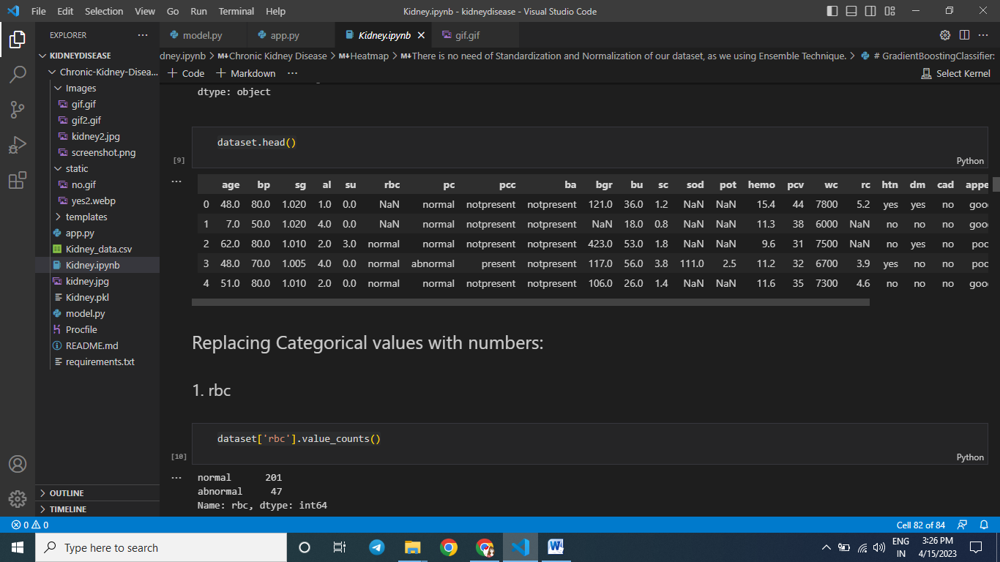 File Edit Selection View Go Run Terminal Help Kidney.ipynb - kidneydisease - Visual Studio Code
EXPLORER
model.py app.py Kidney.ipynb gif.gif
KIDNEYDISEASE
Chronic-Kidney-Disea...
Images
gif.gif
gif2.gif
kidney2.jpg
screenshot.png
static
no.gif
yes2.webp
templates
app.py
Kidney_data.csv
Kidney.ipynb
kidney.jpg
Kidney.pkl
model.py
Procfile
README.md
requirements.txt
OUTLINE
TIMELINE
dney.ipynb > M↓Chronic Kidney Disease > M↓Heatmap > M↓There is no need of Standardization and Normalization of our dataset, as we using Ensemble Technique. > # GradientBoostingClassifier:
+ Code + Markdown ... Select Kernel
dtype: object
dataset.head()
[9] Python
... age bp sg al su rbc pc pcc ba bgr bu sc sod pot hemo pcv wc rc htn dm cad appe
0 48.0 80.0 1.020 1.0 0.0 NaN normal notpresent notpresent 121.0 36.0 1.2 NaN NaN 15.4 44 7800 5.2 yes yes no goo
1 7.0 50.0 1.020 4.0 0.0 NaN normal notpresent notpresent NaN 18.0 0.8 NaN NaN 11.3 38 6000 NaN no no no goo
2 62.0 80.0 1.010 2.0 3.0 normal normal notpresent notpresent 423.0 53.0 1.8 NaN NaN 9.6 31 7500 NaN no yes no poo
3 48.0 70.0 1.005 4.0 0.0 normal abnormal present notpresent 117.0 56.0 3.8 111.0 2.5 11.2 32 6700 3.9 yes no no poo
4 51.0 80.0 1.010 2.0 0.0 normal normal notpresent notpresent 106.0 26.0 1.4 NaN NaN 11.6 35 7300 4.6 no no no goo
Replacing Categorical values with numbers:
1. rbc
dataset['rbc'].value_counts()
[10] Python
... normal 201
abnormal 47
Name: rbc, dtype: int64
0 0 Cell 82 of 84
Type here to search
ENG
IN
3:26 PM
4/15/2023